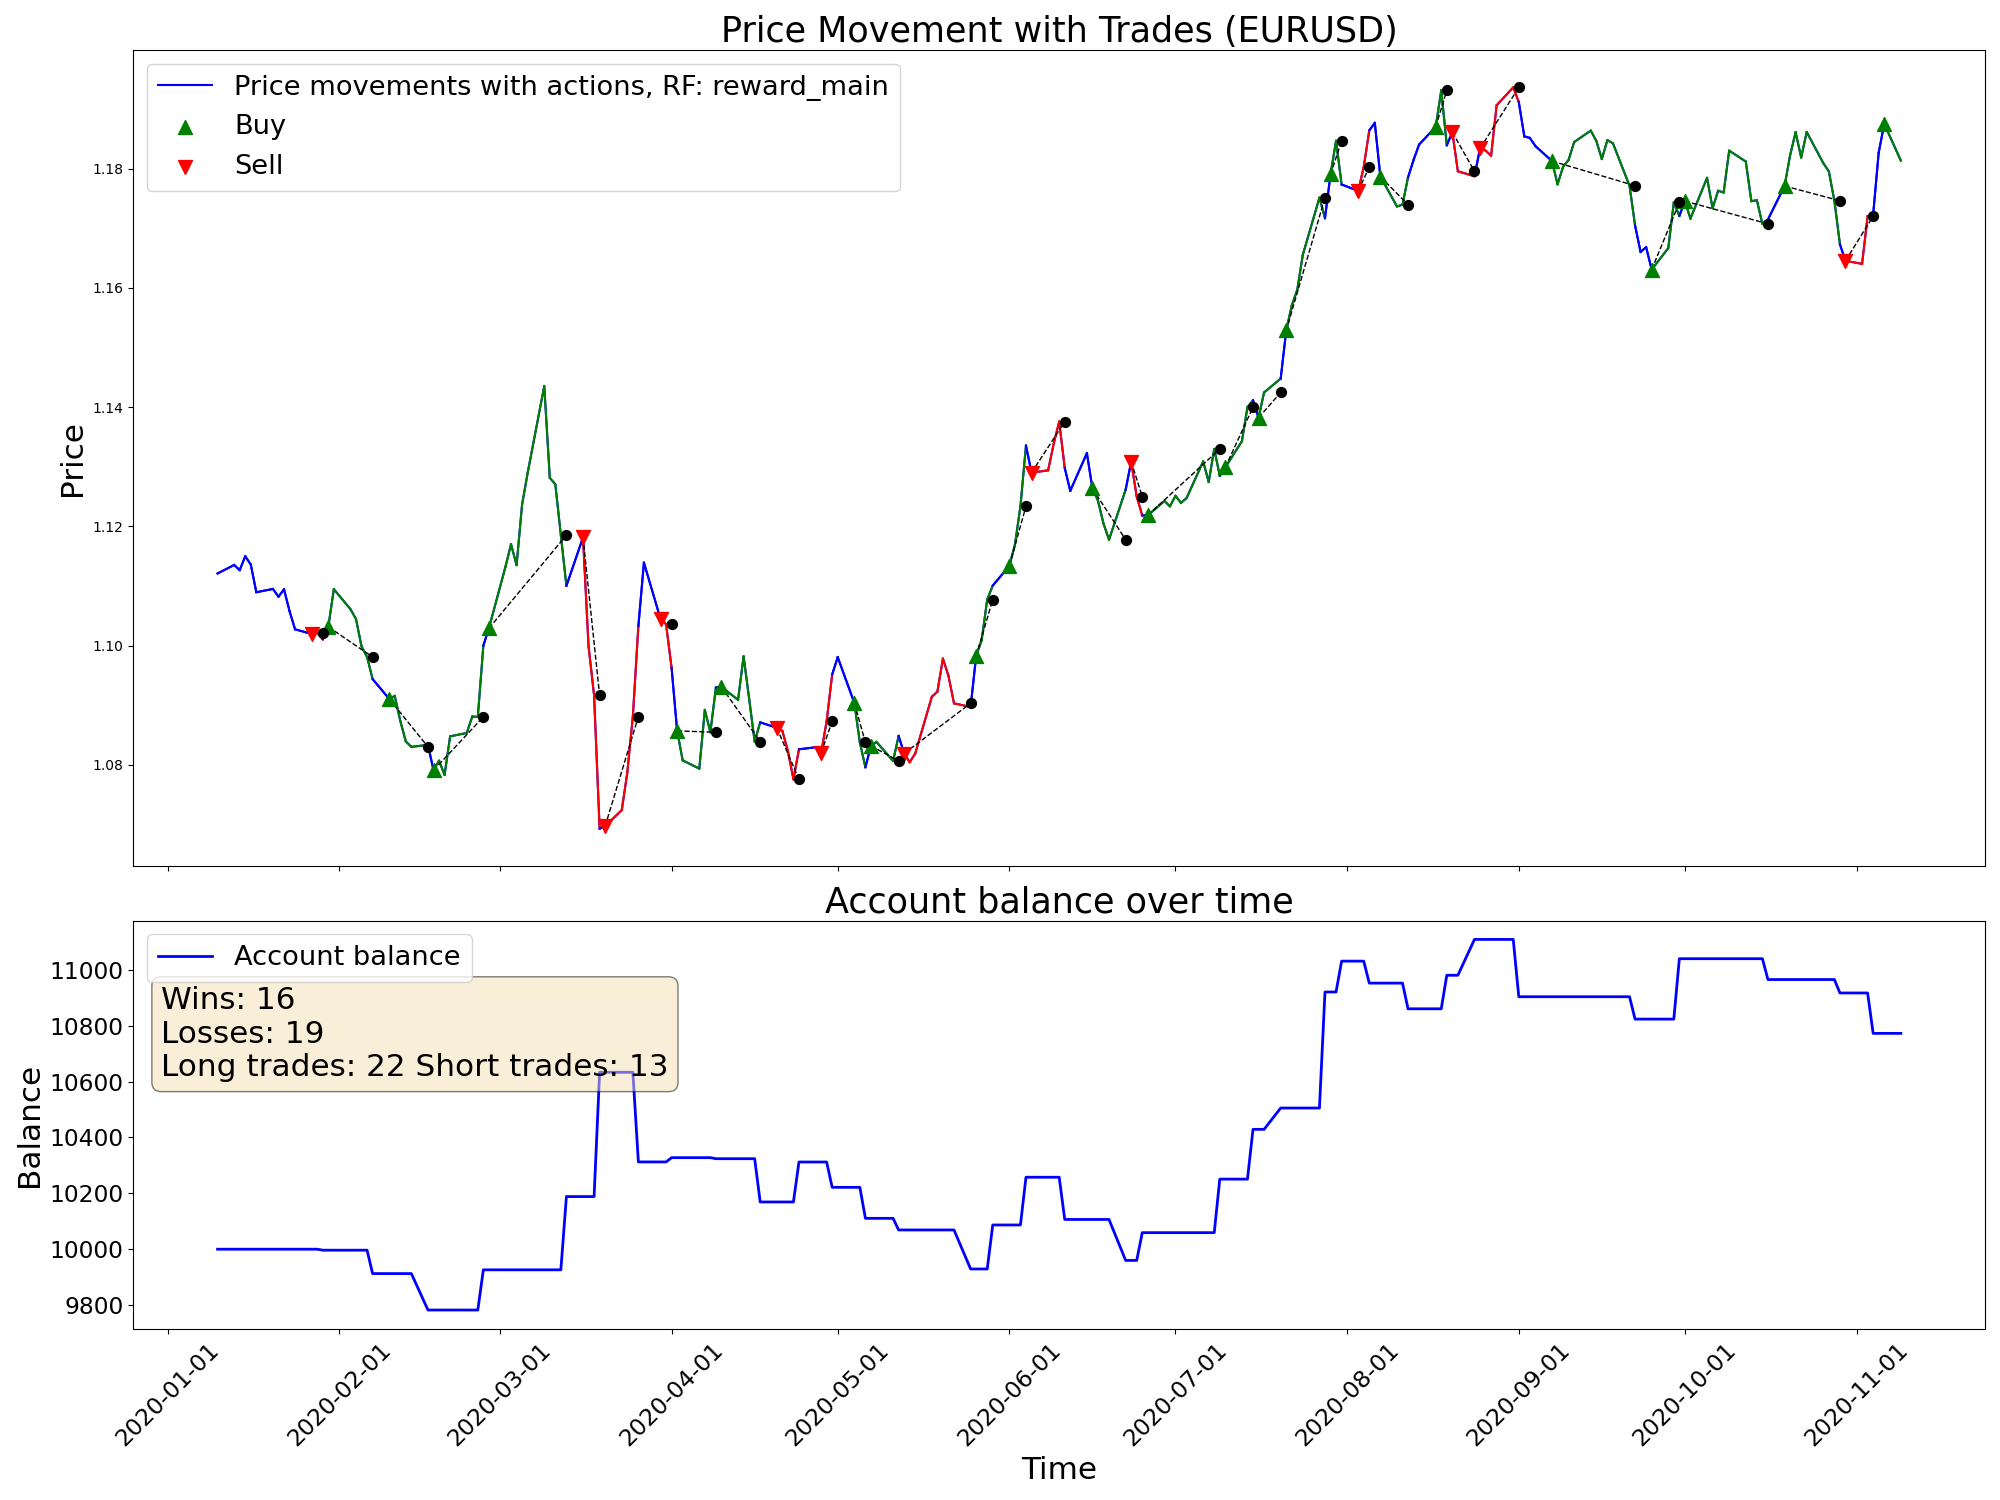 Price Movement with Trades (EURUSD)
Price movements with actions, RF: reward_main
Buy
Sell
1.18
1.16
1.14
1.12
1.10
1.08
Price
Account balance over time
Account balance
Wins: 16
Losses: 19
Long trades: 22 Short trades: 13
11000
10800
10600
10400
10200
10000
9800
Balance
2020-01-01
2020-02-01
2020-03-01
2020-04-01
2020-05-01
2020-06-01
2020-07-01
2020-08-01
2020-09-01
2020-10-01
2020-11-01
Time